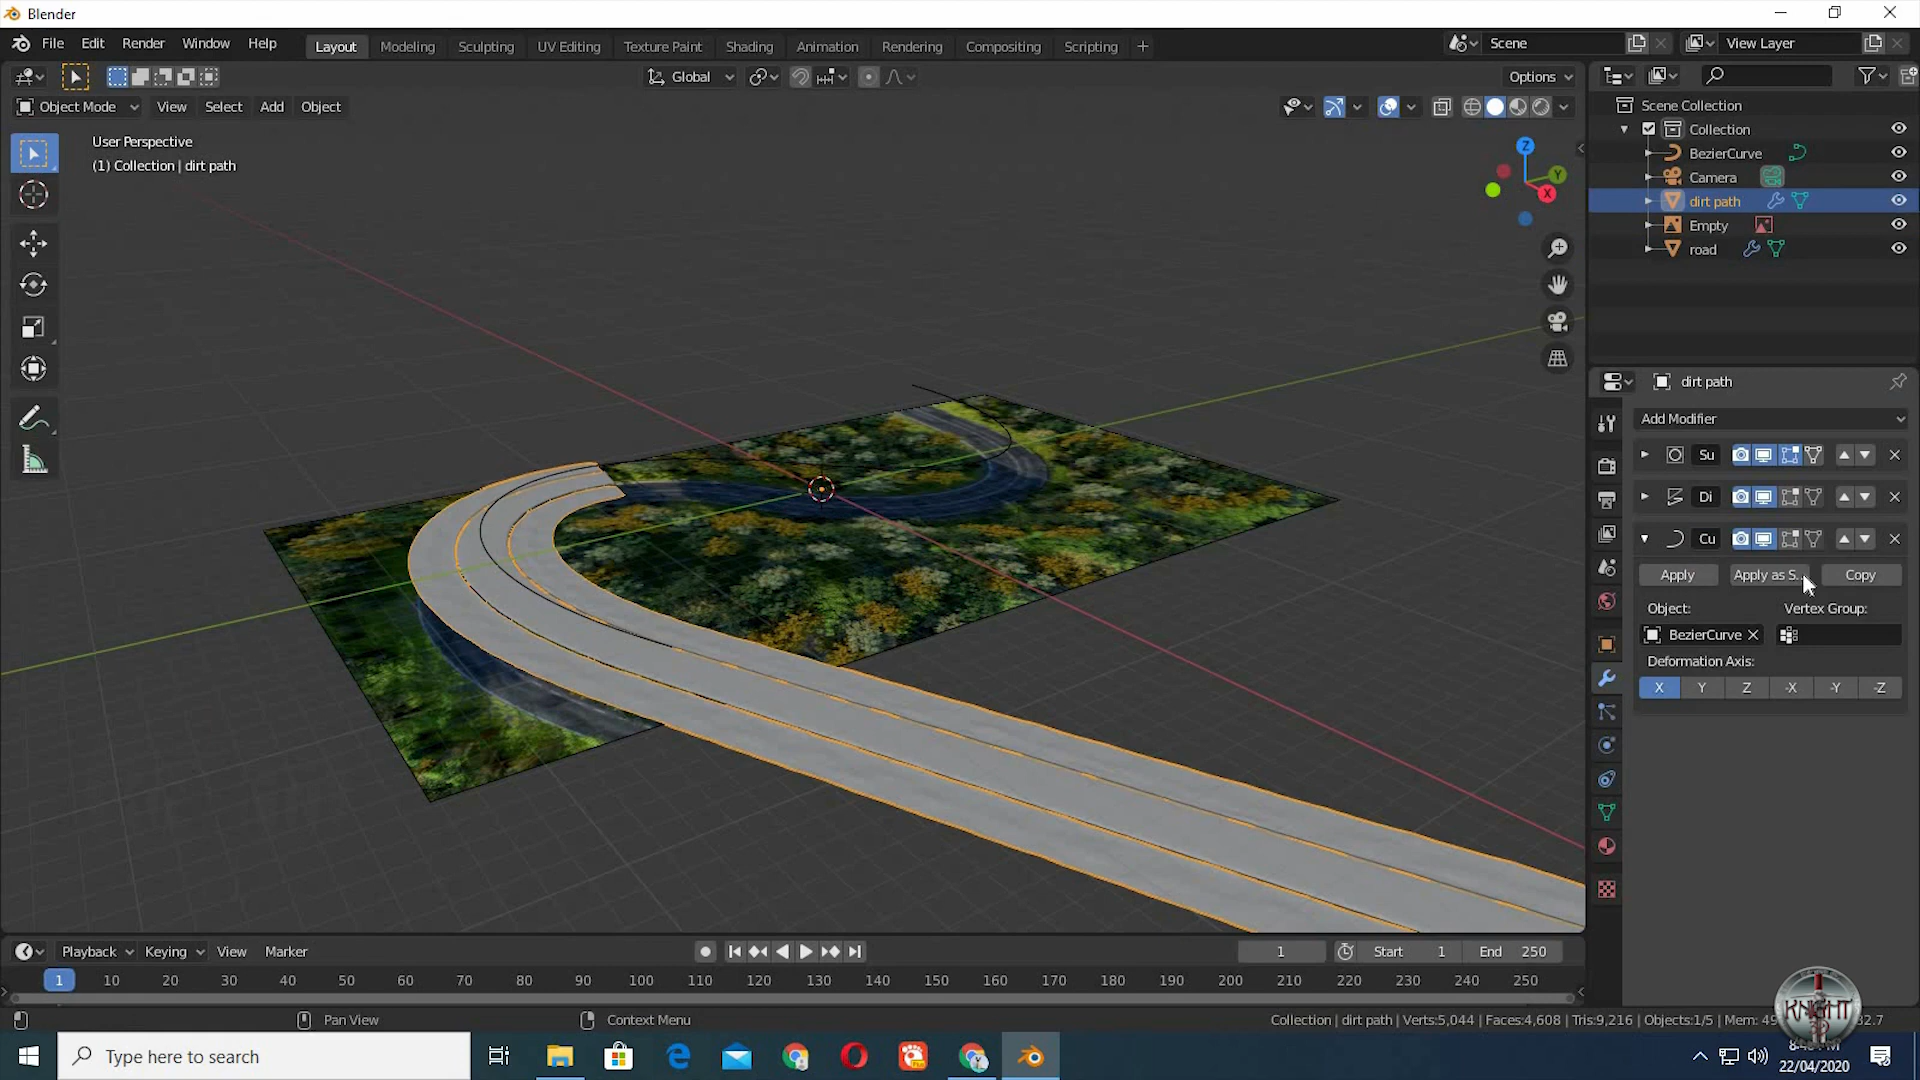 Blender
File Edit Render Window Help Layout Modeling Sculpting UV Editing Texture Paint Shading Animation Rendering Compositing Scripting + Scene View Layer
Global Options
Object Mode View Select Add Object
User Perspective
(1) Collection | dirt path
Z
Y
X
Scene Collection
Collection
BezierCurve
Camera
dirt path
Empty
road
dirt path
Add Modifier
Su
Di
Cu
Apply Apply as S... Copy
Object: Vertex Group:
BezierCurve
Deformation Axis:
X Y Z -X -Y -Z
Playback Keying View Marker 1 Start 1 End 250
1 10 20 30 40 50 60 70 80 90 100 110 120 130 140 150 160 170 180 190 200 210 220 230 240 250
Pan View Context Menu Collection | dirt path | Verts:5,044 | Faces:4,608 | Tris:9,216 | Objects:1/5 | Mem:
KNIGHT
Type here to search
22/04/2020